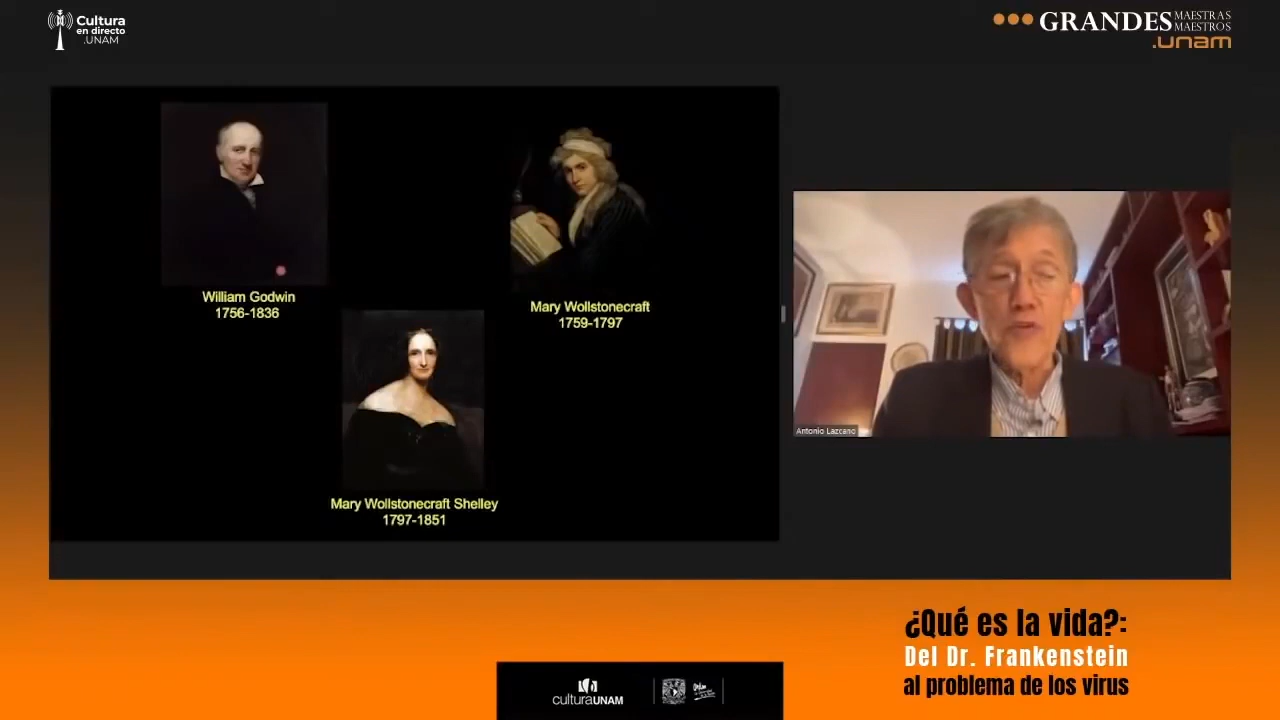 Cultura
en directo
.UNAM
GRANDES MAESTRAS MAESTROS
.unam
William Godwin
1756-1836
Mary Wollstonecraft
1759-1797
Mary Wollstonecraft Shelley
1797-1851
Antonio Lazcano
¿Qué es la vida?:
Del Dr. Frankenstein
al problema de los virus
culturaUNAM